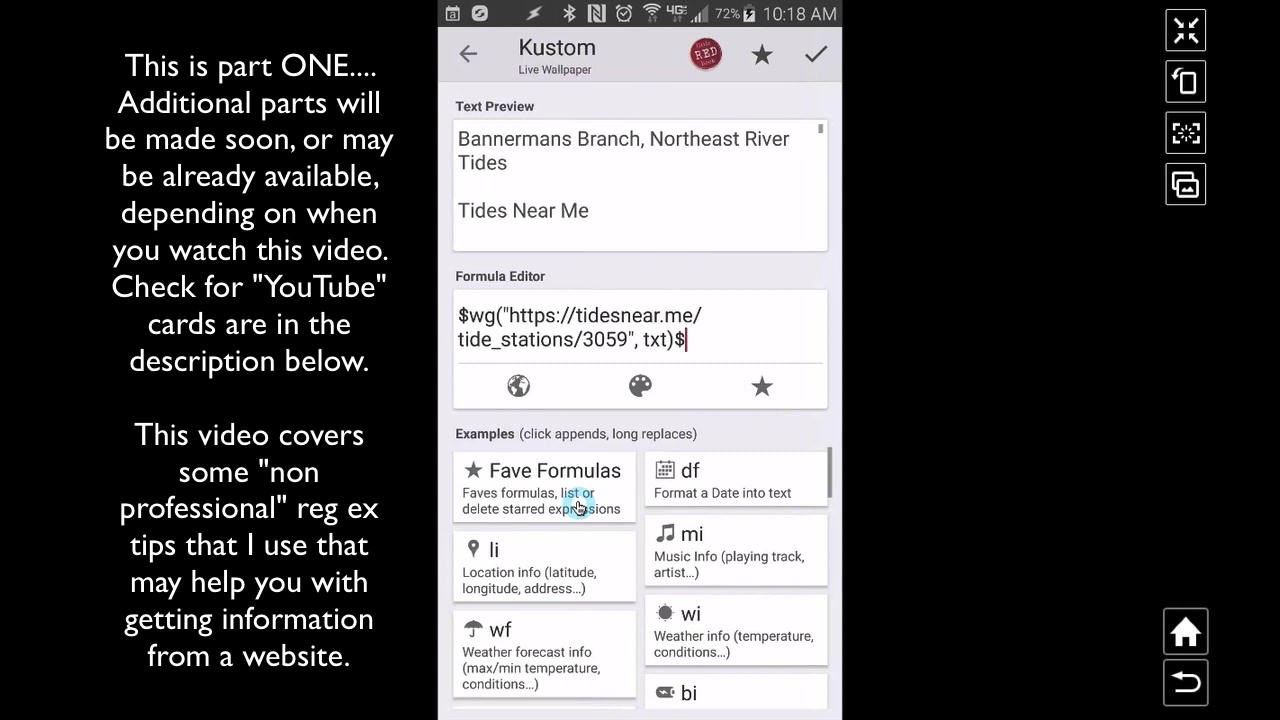 This is part ONE....
Additional parts will
be made soon, or may
be already available,
depending on when
you watch this video.
Check for "YouTube"
cards are in the
description below.
This video covers
some "non
professional" reg ex
tips that I use that
may help you with
getting information
from a website.
4G 72% 10:18 AM
Kustom
Live Wallpaper
RED
Text Preview
Bannermans Branch, Northeast River
Tides
Tides Near Me
Formula Editor
$wg("https://tidesnear.me/
tide_stations/3059", txt)$
Examples (click appends, long replaces)
Fave Formulas
Faves formulas, list or
delete starred expressions
df
Format a Date into text
li
Location info (latitude,
longitude, address...)
mi
Music Info (playing track,
artist...)
wf
Weather forecast info
(max/min temperature,
conditions...)
wi
Weather info (temperature,
conditions...)
bi